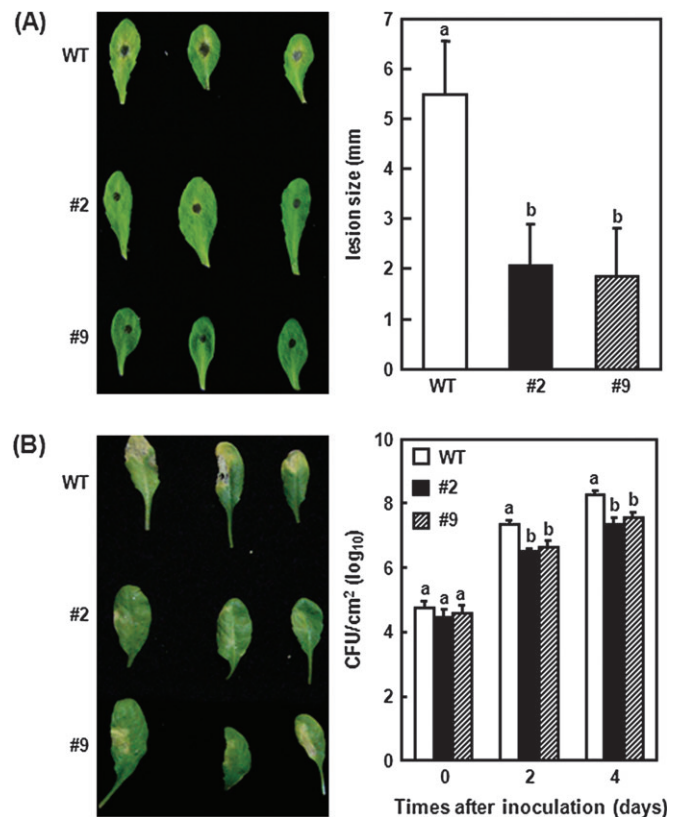 (A)
WT
#2
#9
lesion size (mm
7
6
5
4
3
2
1
0
a
b
b
WT #2 #9
(B)
WT
#2
#9
CFU/cm² (log₁₀)
10
8
6
4
2
0
WT
#2
#9
a a a
a b b
a b b
0 2 4
Times after inoculation (days)